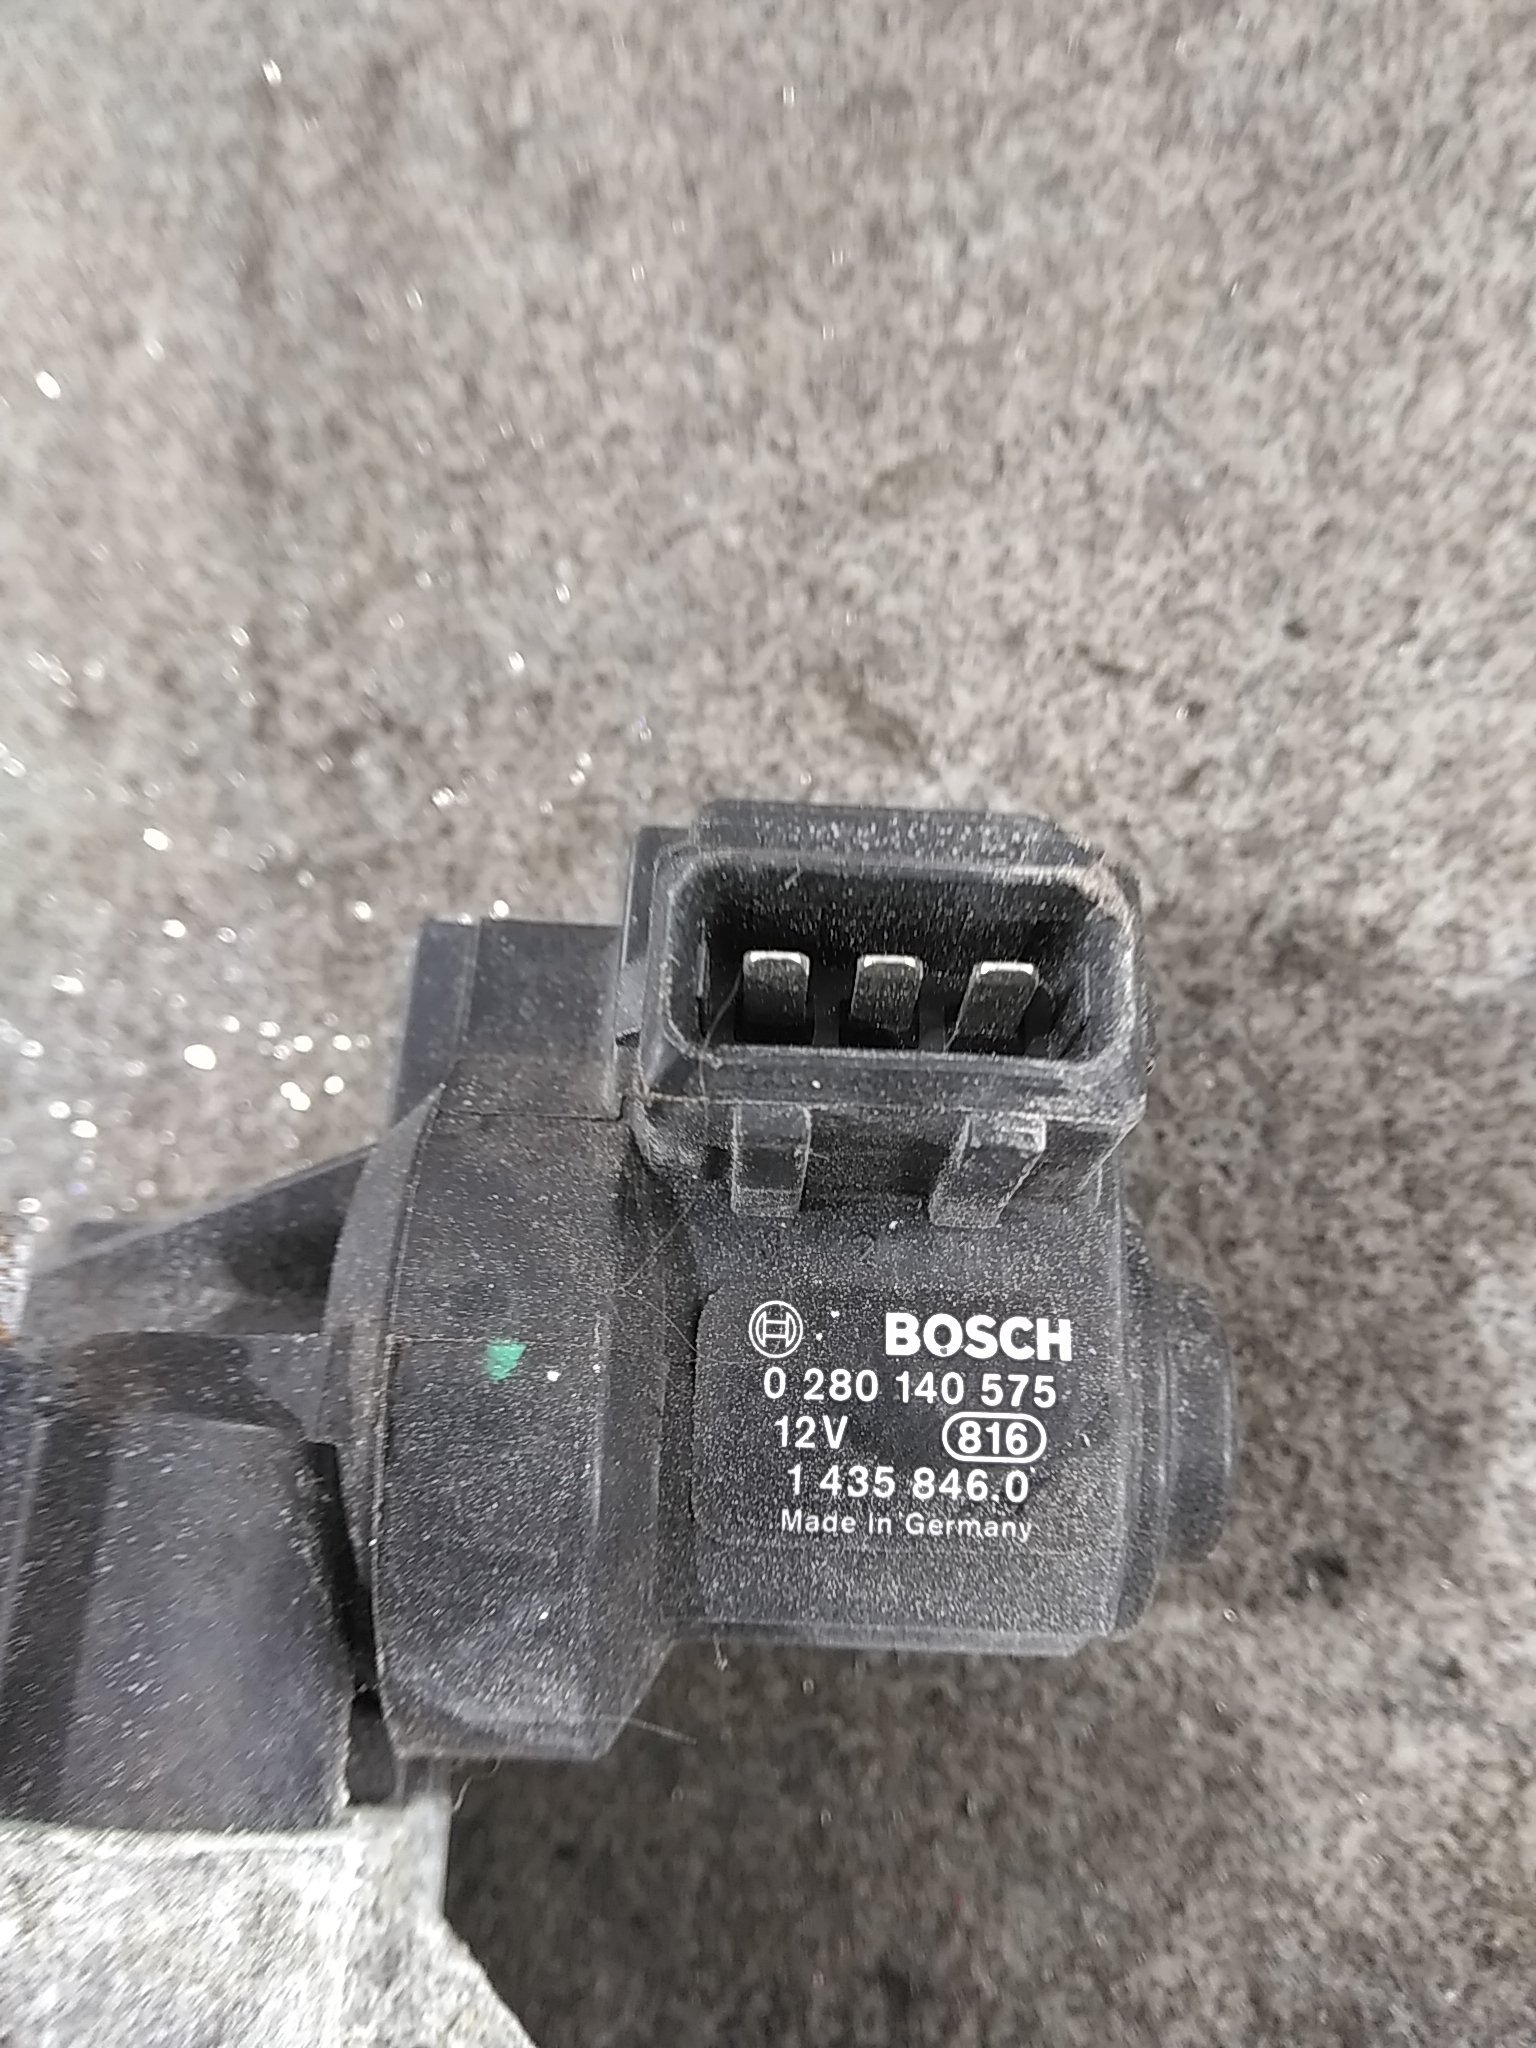 BOSCH
0 280 140 575
12V 816
1 435 846.0
Made in Germany